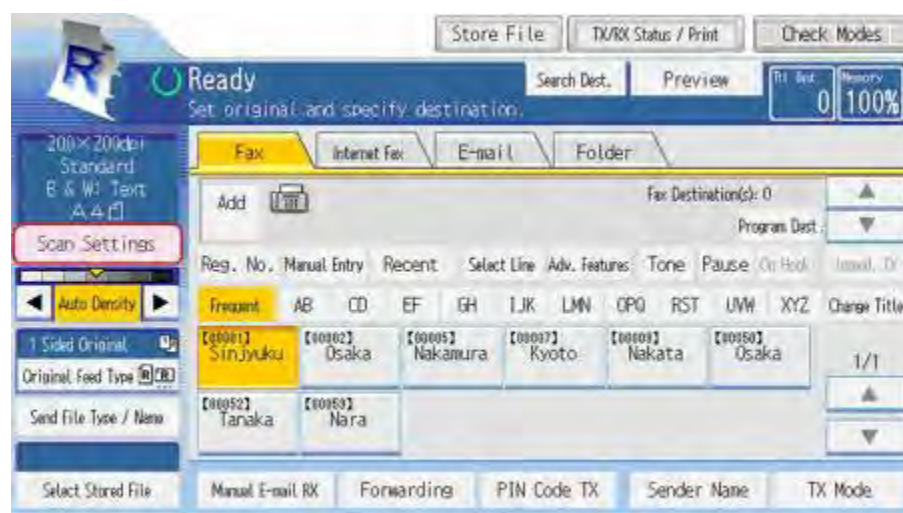 Store File TX/RX Status / Print Check Modes
R
Ready Search Dest. Preview Memory
Set original and specify destination. 0 100%
200×200dpi
Standard
B & W: Text
A4
Scan Settings
Auto Density
1 Sided Original
Original Feed Type R R
Send File Type / Name
Select Stored File
Fax Internet Fax E-mail Folder
Add Fax Destination(s): 0
Program Dest.
Reg. No. Manual Entry Recent Select Line Adv. Features Tone Pause On Hook Immed. TX
Frequent AB CD EF GH IJK LMN OPQ RST UVW XYZ Change Title
[00001] [00002] [00005] [00007] [00050]
Sinjyuku Osaka Nakamura Kyoto Nakata Osaka 1/1
[00052]
Tanaka Nara
Manual E-mail RX Forwarding PIN Code TX Sender Name TX Mode